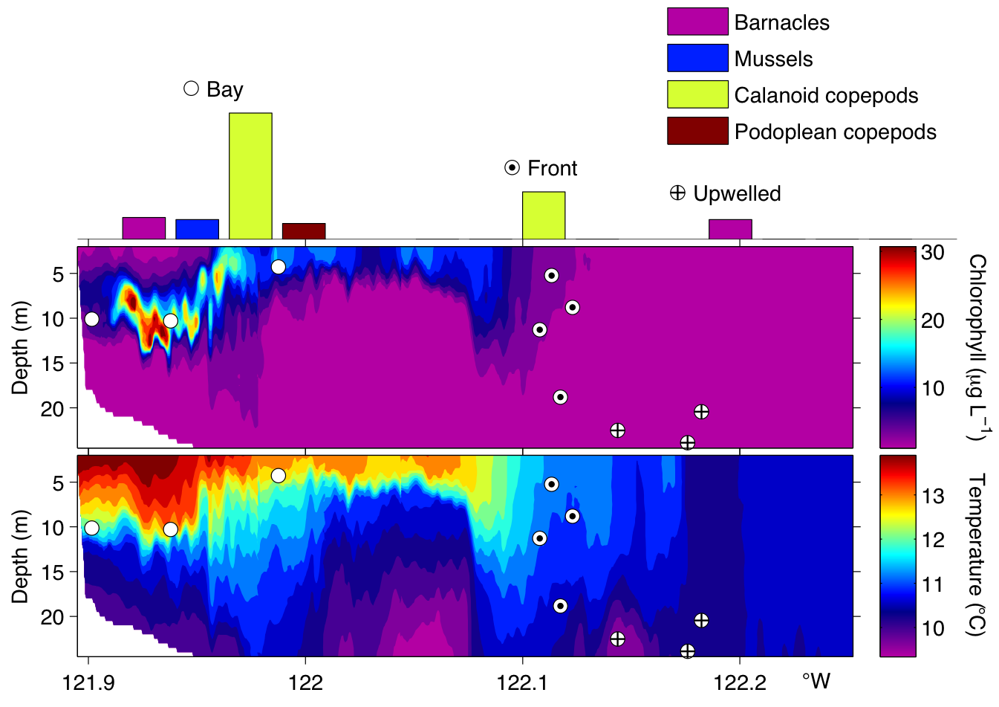 Barnacles
Mussels
Calanoid copepods
Podoplean copepods
Bay
Front
Upwelled
5
10
15
20
Depth (m)
30
20
10
Chlorophyll (μg L−1)
5
10
15
20
Depth (m)
13
12
11
10
Temperature (°C)
121.9
122
122.1
122.2
°W